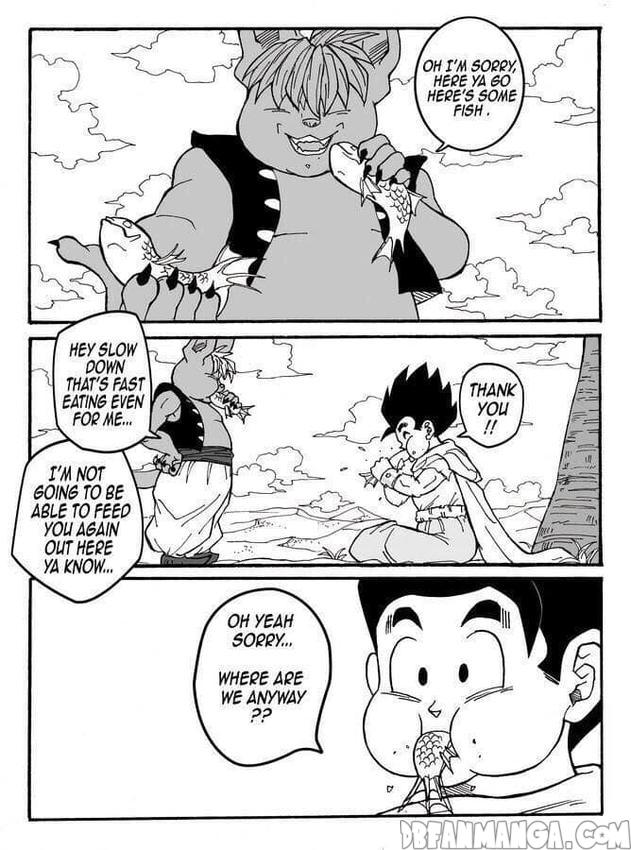 OH I'M SORRY,
HERE YA GO
HERE'S SOME
FISH .
HEY SLOW
DOWN
THAT'S FAST
EATING EVEN
FOR ME...
THANK
YOU
!!
I'M NOT
GOING TO BE
ABLE TO FEED
YOU AGAIN
OUT HERE
YA KNOW...
OH YEAH
SORRY...
WHERE ARE
WE ANYWAY
??
DBFANMANGA.COM